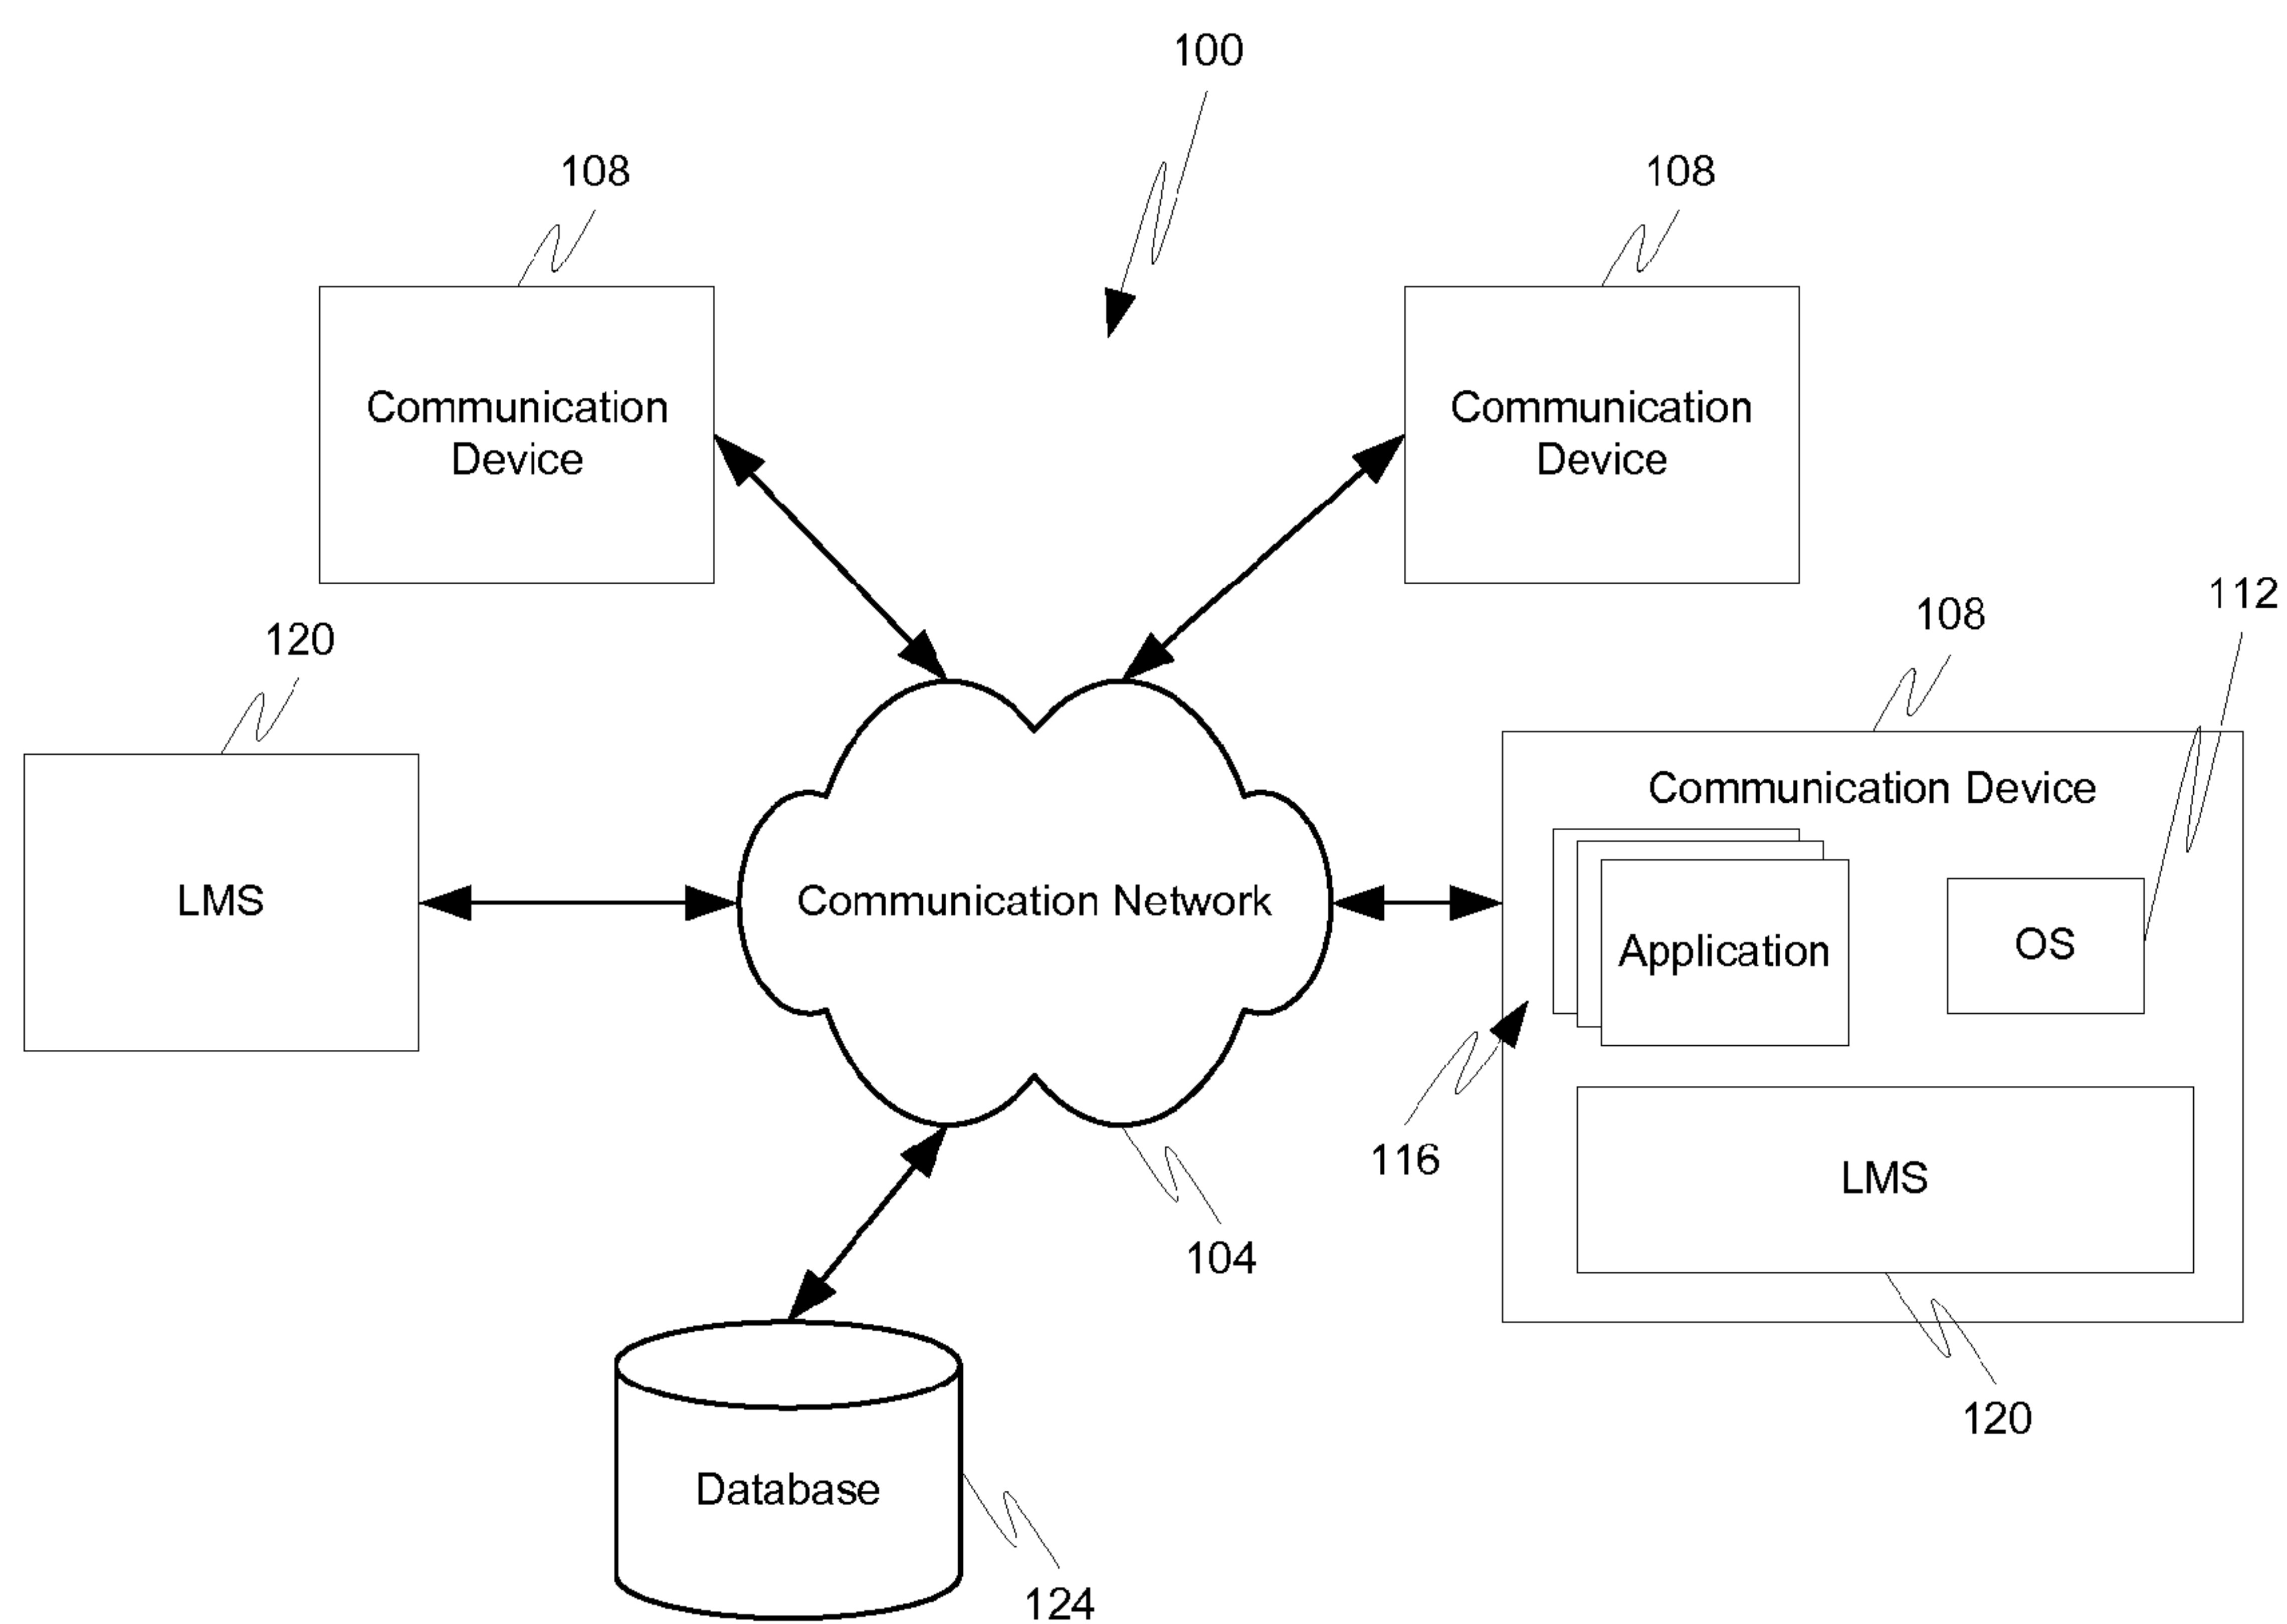 100
108
108
Communication
Device
Communication
Device
112
108
120
Communication Device
LMS
Communication Network
Application
OS
116
LMS
104
120
Database
124